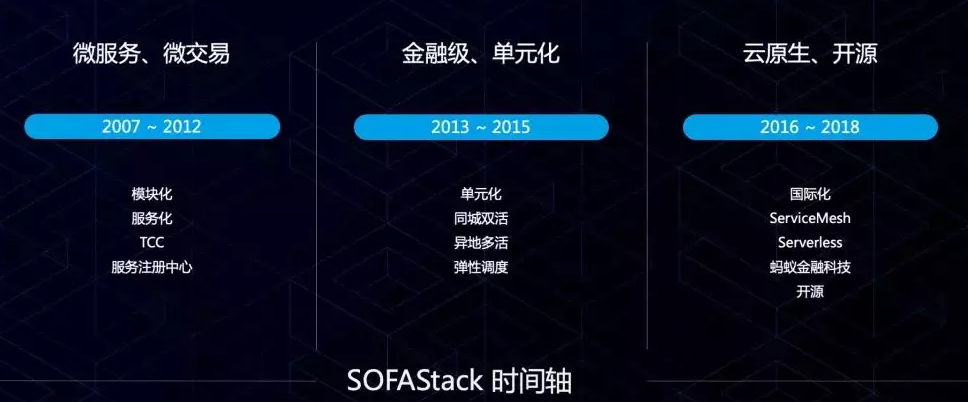 微服务、微交易
2007 ~ 2012
模块化
服务化
TCC
服务注册中心
金融级、单元化
2013 ~ 2015
单元化
同城双活
异地多活
弹性调度
云原生、开源
2016 ~ 2018
国际化
ServiceMesh
Serverless
蚂蚁金融科技
开源
SOFAStack 时间轴